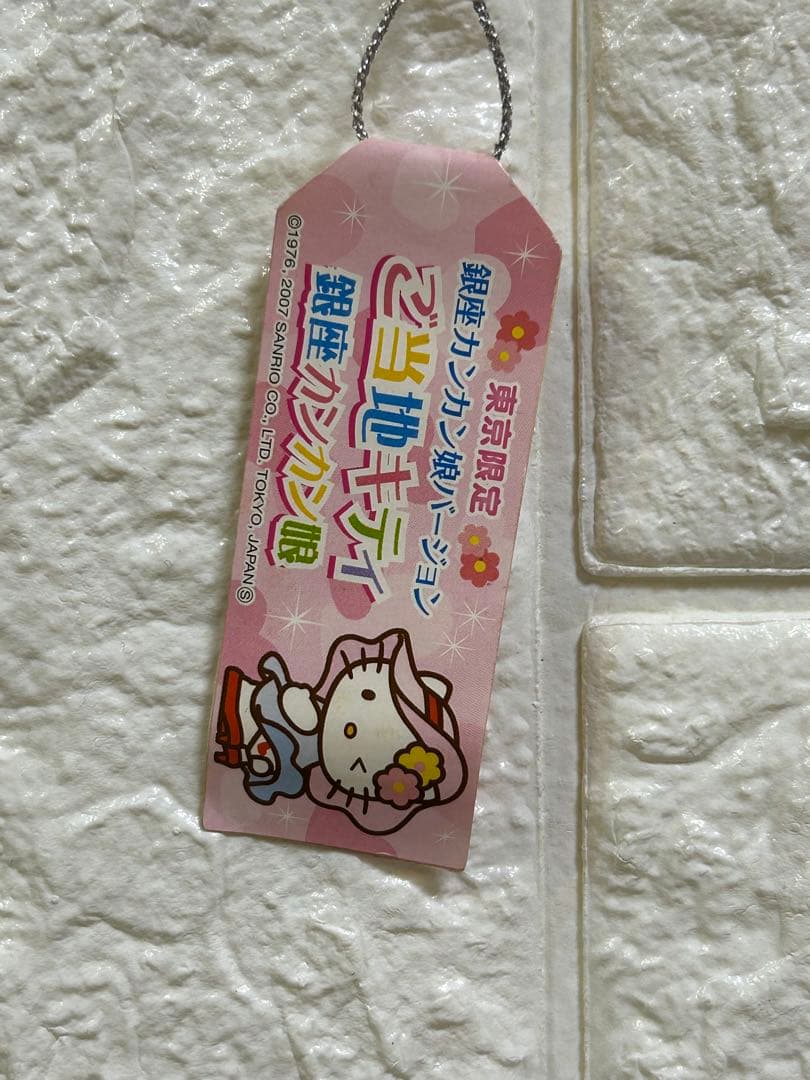 東京限定
銀座カンカン娘バージョン
ご当地キティ
銀座カンカン娘
©1976, 2007 SANRIO CO., LTD. TOKYO, JAPAN Ⓢ